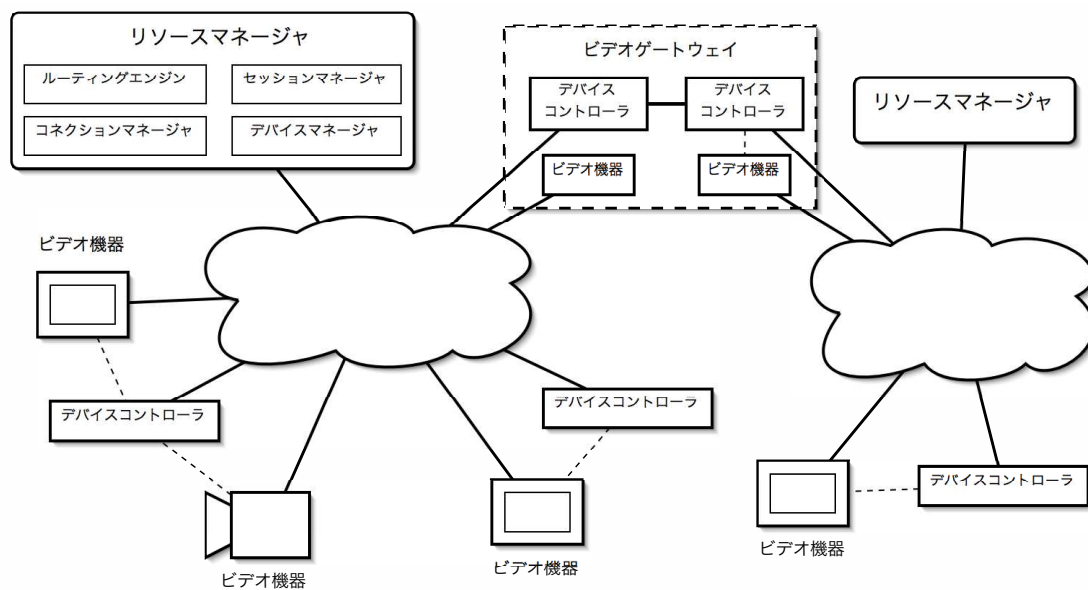 リソースマネージャ
ルーティングエンジン
セッションマネージャ
コネクションマネージャ
デバイスマネージャ
ビデオゲートウェイ
デバイス
コントローラ
デバイス
コントローラ
ビデオ機器
ビデオ機器
リソースマネージャ
ビデオ機器
デバイスコントローラ
ビデオ機器
デバイスコントローラ
ビデオ機器
デバイスコントローラ
ビデオ機器